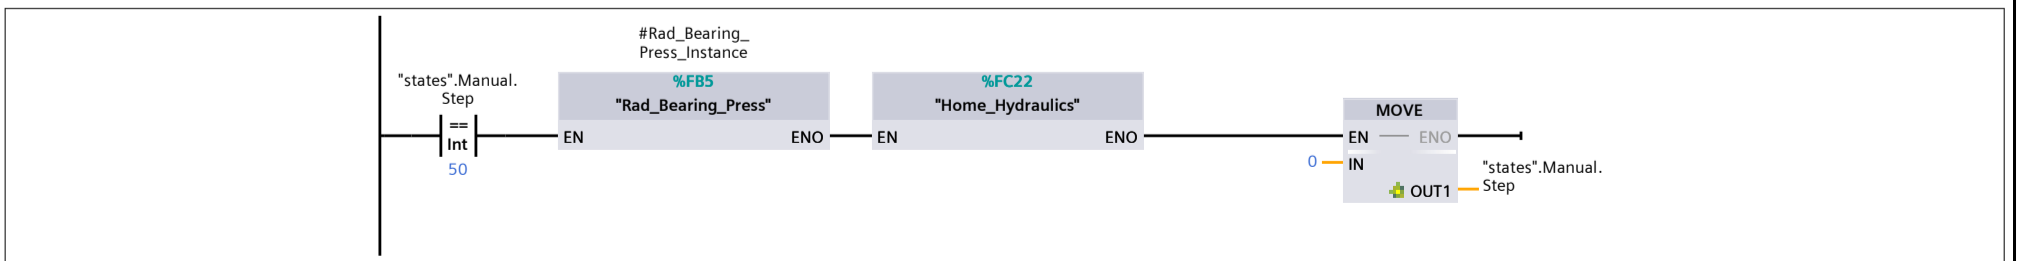 #Rad_Bearing_
Press_Instance
"states".Manual.
Step
==
Int
50
%FB5
"Rad_Bearing_Press"
EN
ENO
%FC22
"Home_Hydraulics"
EN
ENO
MOVE
EN
ENO
0
IN
OUT1
"states".Manual.
Step